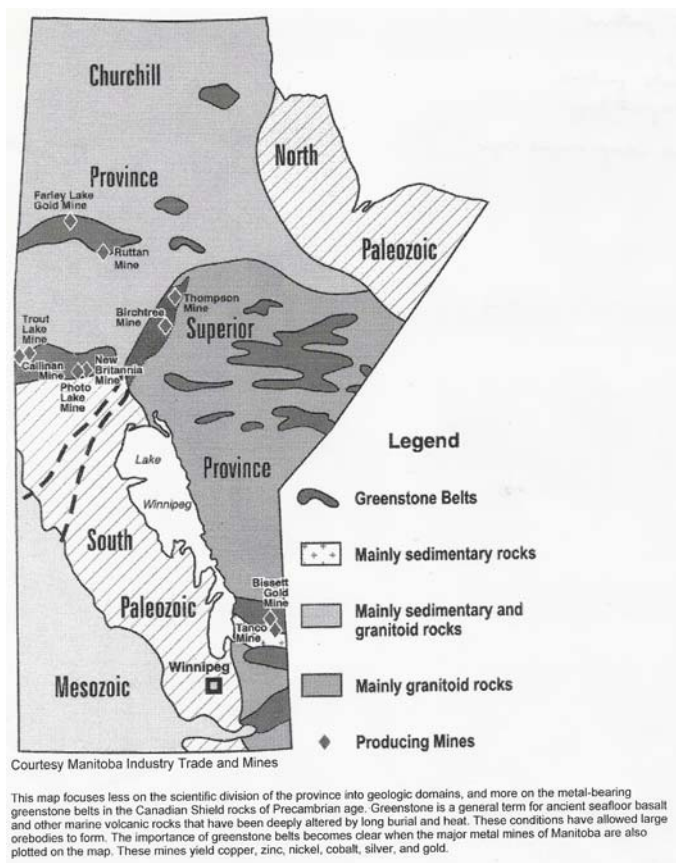 Churchill
North
Province
Farley Lake
Gold Mine
Paleozoic
Ruttan
Mine
Thompson
Mine
Birchtree
Mine
Superior
Trout
Lake
Mine
Callinan
Mine
New
Britannia
Mine
Photo
Lake
Mine
Legend
Lake
Winnipeg
Province
Greenstone Belts
South
Mainly sedimentary rocks
Bissett
Gold
Mine
Paleozoic
Tanco
Mine
Mainly sedimentary and
granitoid rocks
Winnipeg
Mesozoic
Mainly granitoid rocks
Producing Mines
Courtesy Manitoba Industry Trade and Mines
This map focuses less on the scientific division of the province into geologic domains, and more on the metal-bearing
greenstone belts in the Canadian Shield rocks of Precambrian age. Greenstone is a general term for ancient seafloor basalt
and other marine volcanic rocks that have been deeply altered by long burial and heat. These conditions have allowed large
orebodies to form. The importance of greenstone belts becomes clear when the major metal mines of Manitoba are also
plotted on the map. These mines yield copper, zinc, nickel, cobalt, silver, and gold.